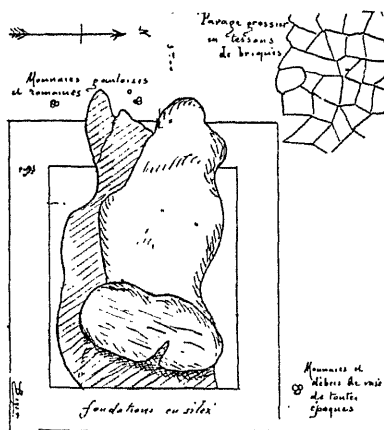 Pavage grossier
en tessons
de briques
Monnaies gauloises
et romaines
Monnaies et
débris de vases
de toutes
époques
fondations en silex